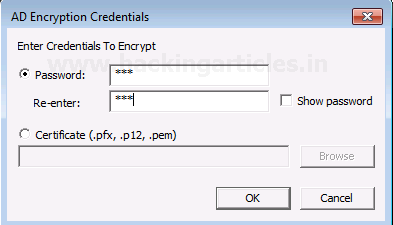 AD Encryption Credentials
Enter Credentials To Encrypt
www.hackingarticles.in
Password: ***
Re-enter: ***
Show password
Certificate (.pfx, .p12, .pem)
Browse
OK Cancel